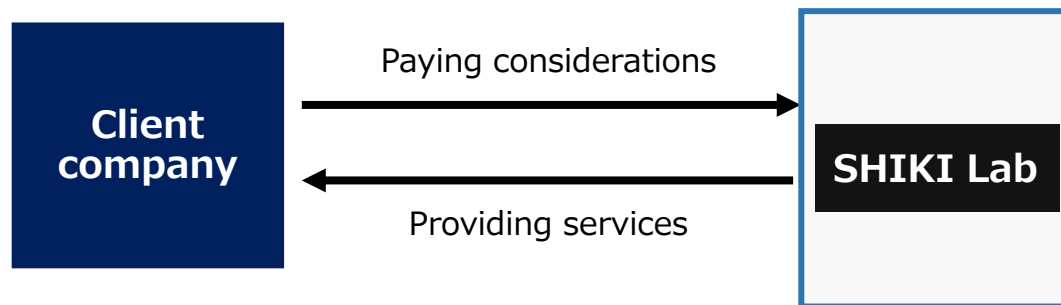 Paying considerations
Client
company
SHIKI Lab
Providing services